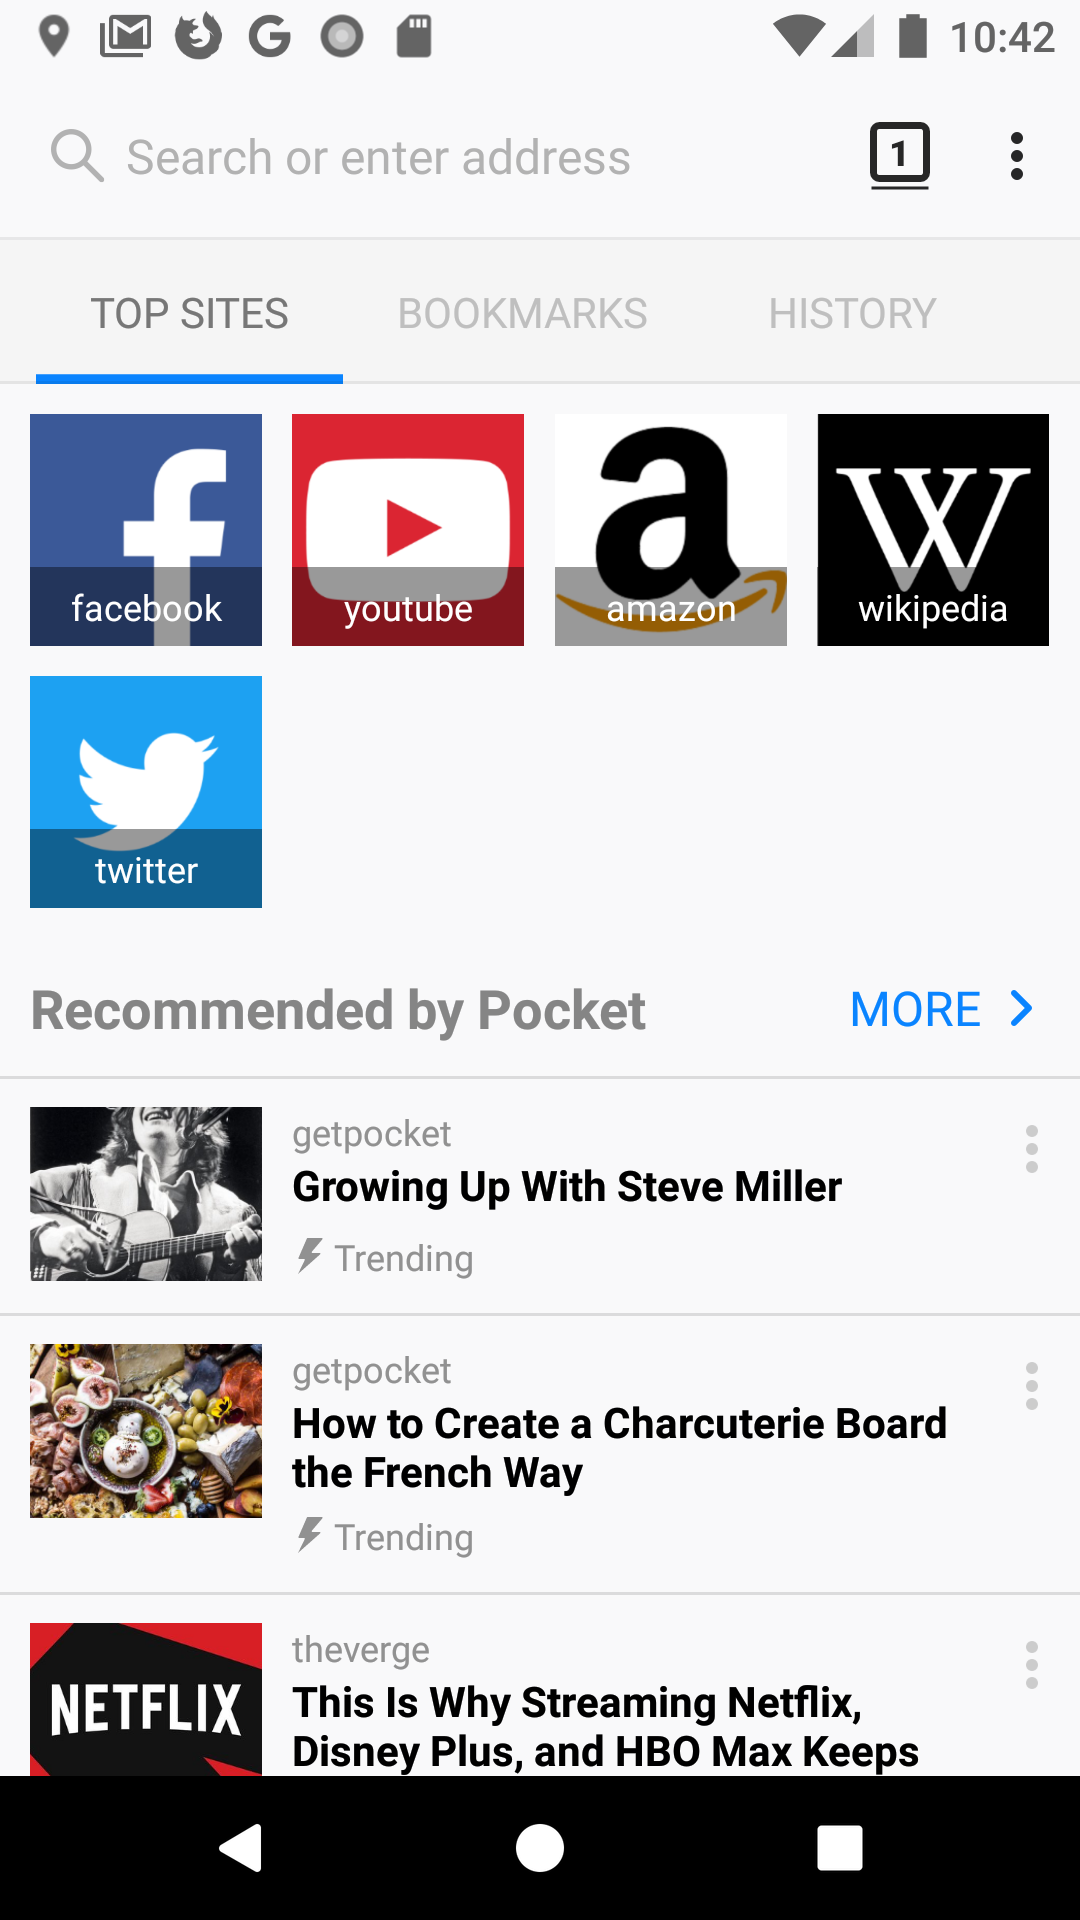 10:42
Search or enter address
1
TOP SITES BOOKMARKS HISTORY
facebook youtube amazon wikipedia
twitter
Recommended by Pocket MORE
getpocket
Growing Up With Steve Miller
Trending
getpocket
How to Create a Charcuterie Board
the French Way
Trending
NETFLIX
theverge
This Is Why Streaming Netflix,
Disney Plus, and HBO Max Keeps